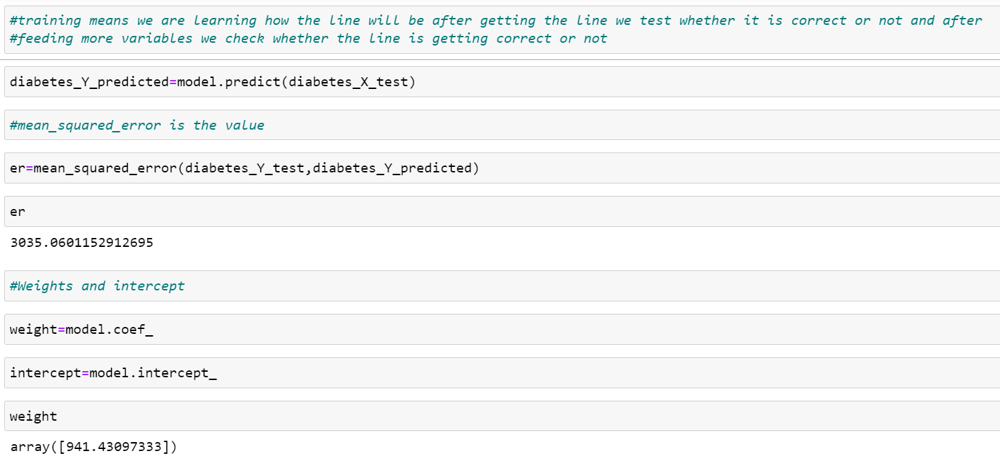 #training means we are learning how the line will be after getting the line we test whether it is correct or not and after
#feeding more variables we check whether the line is getting correct or not
diabetes_Y_predicted=model.predict(diabetes_X_test)
#mean_squared_error is the value
er=mean_squared_error(diabetes_Y_test,diabetes_Y_predicted)
er
3035.0601152912695
#Weights and intercept
weight=model.coef_
intercept=model.intercept_
weight
array([941.43097333])